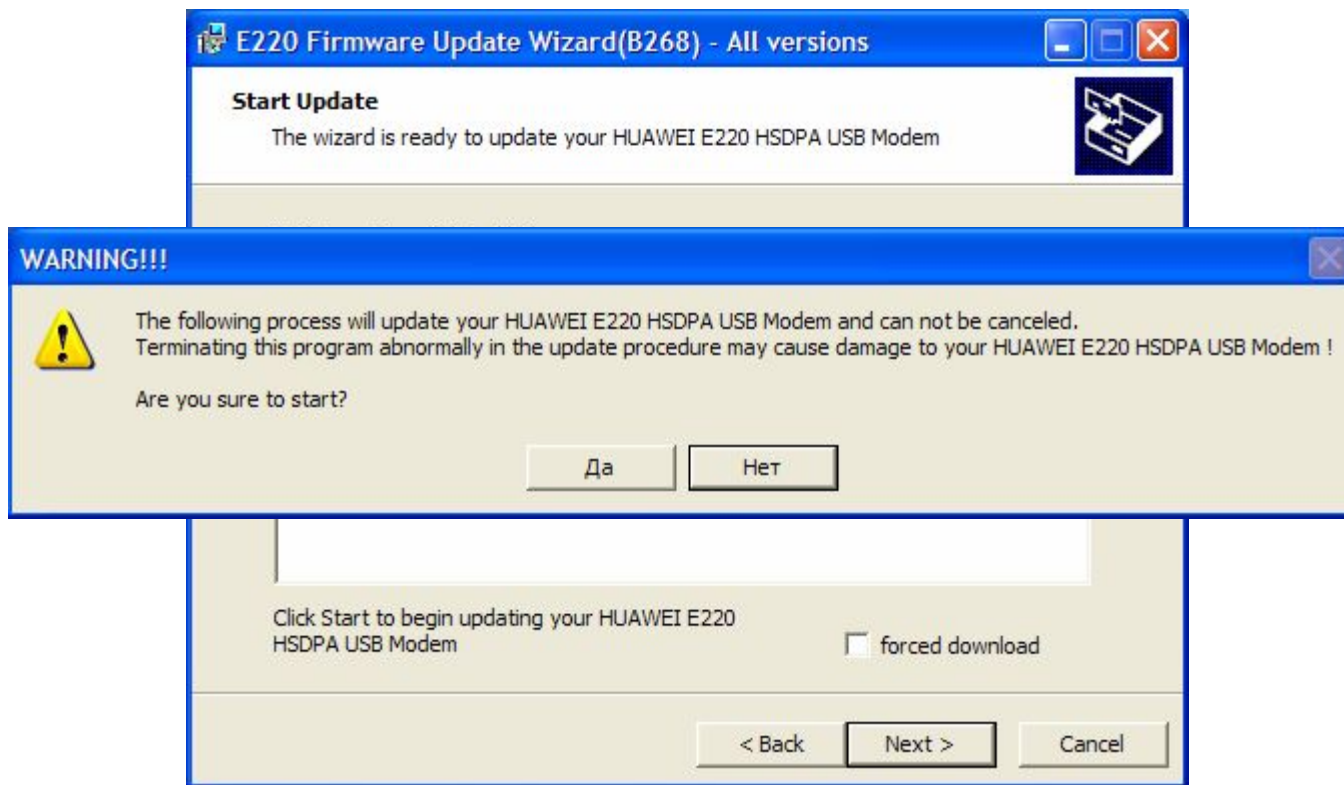 E220 Firmware Update Wizard(B268) - All versions
Start Update
The wizard is ready to update your HUAWEI E220 HSDPA USB Modem
WARNING!!!
The following process will update your HUAWEI E220 HSDPA USB Modem and can not be canceled.
Terminating this program abnormally in the update procedure may cause damage to your HUAWEI E220 HSDPA USB Modem !
Are you sure to start?
Да
Нет
Click Start to begin updating your HUAWEI E220
HSDPA USB Modem
forced download
< Back
Next >
Cancel